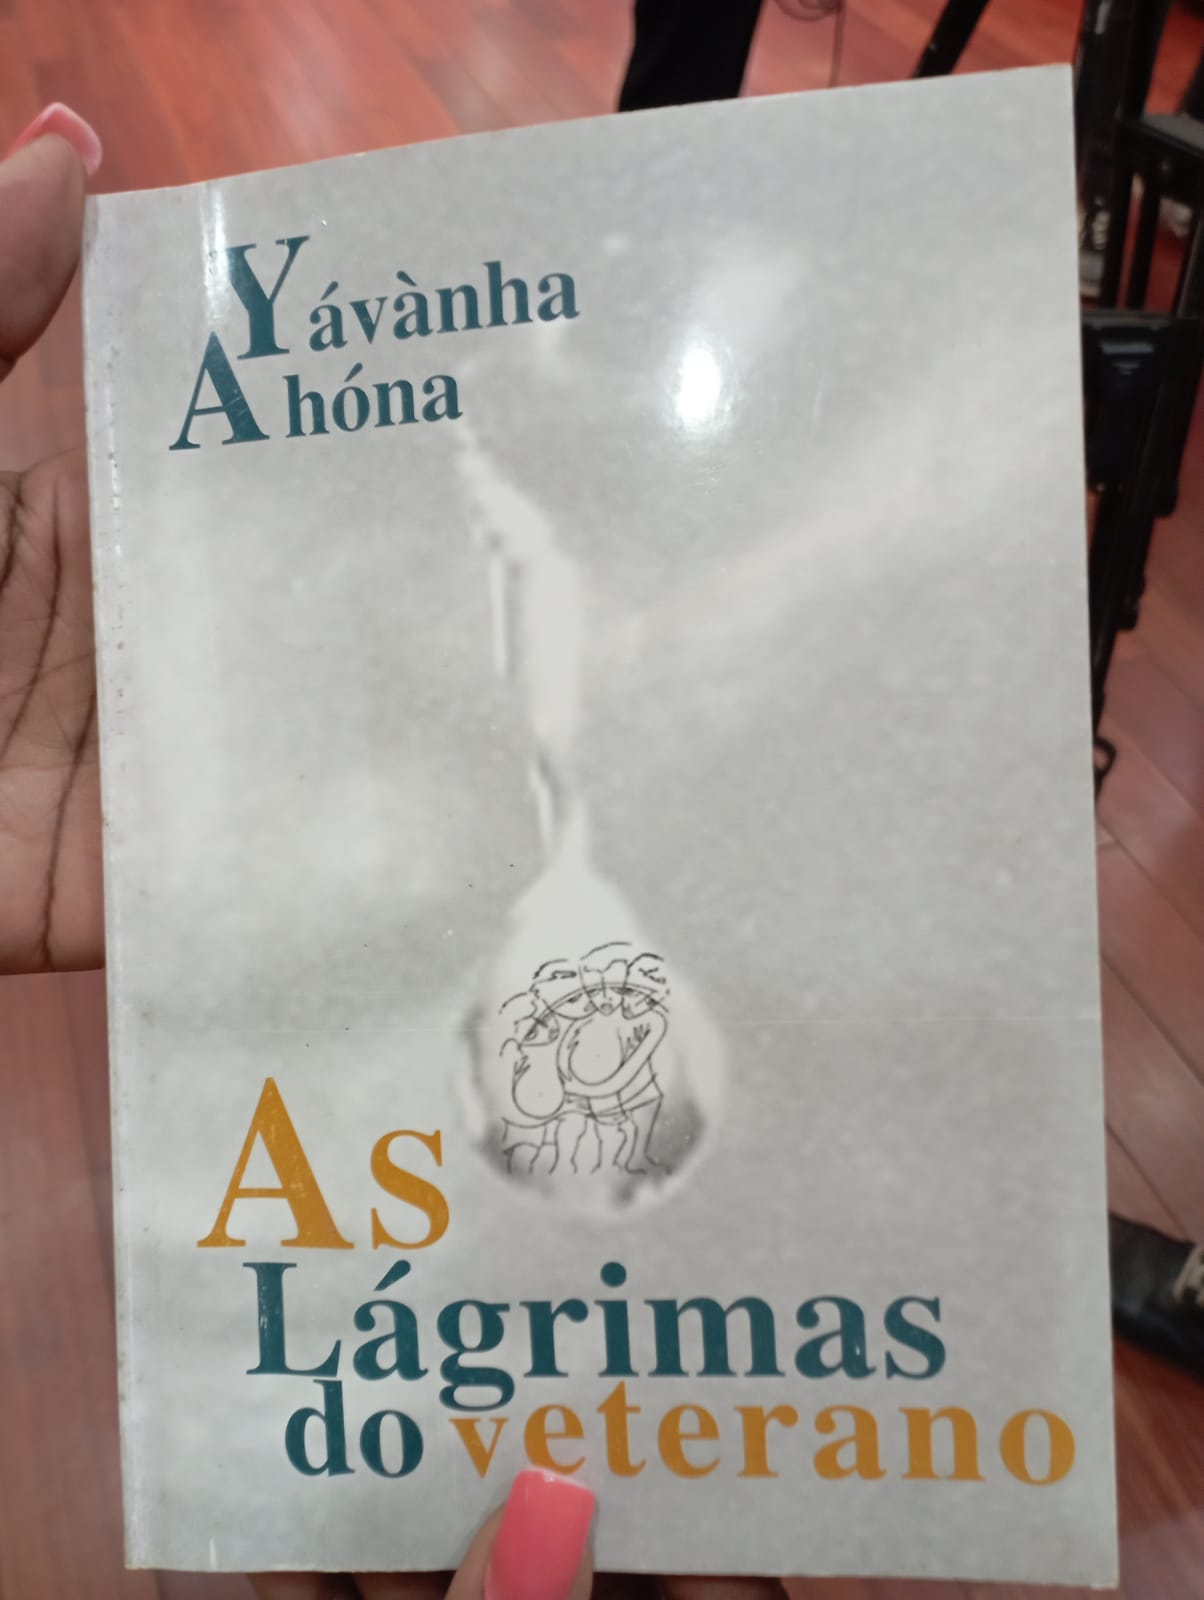 Yávànha
Ahóna
As
Lágrimas
do veterano